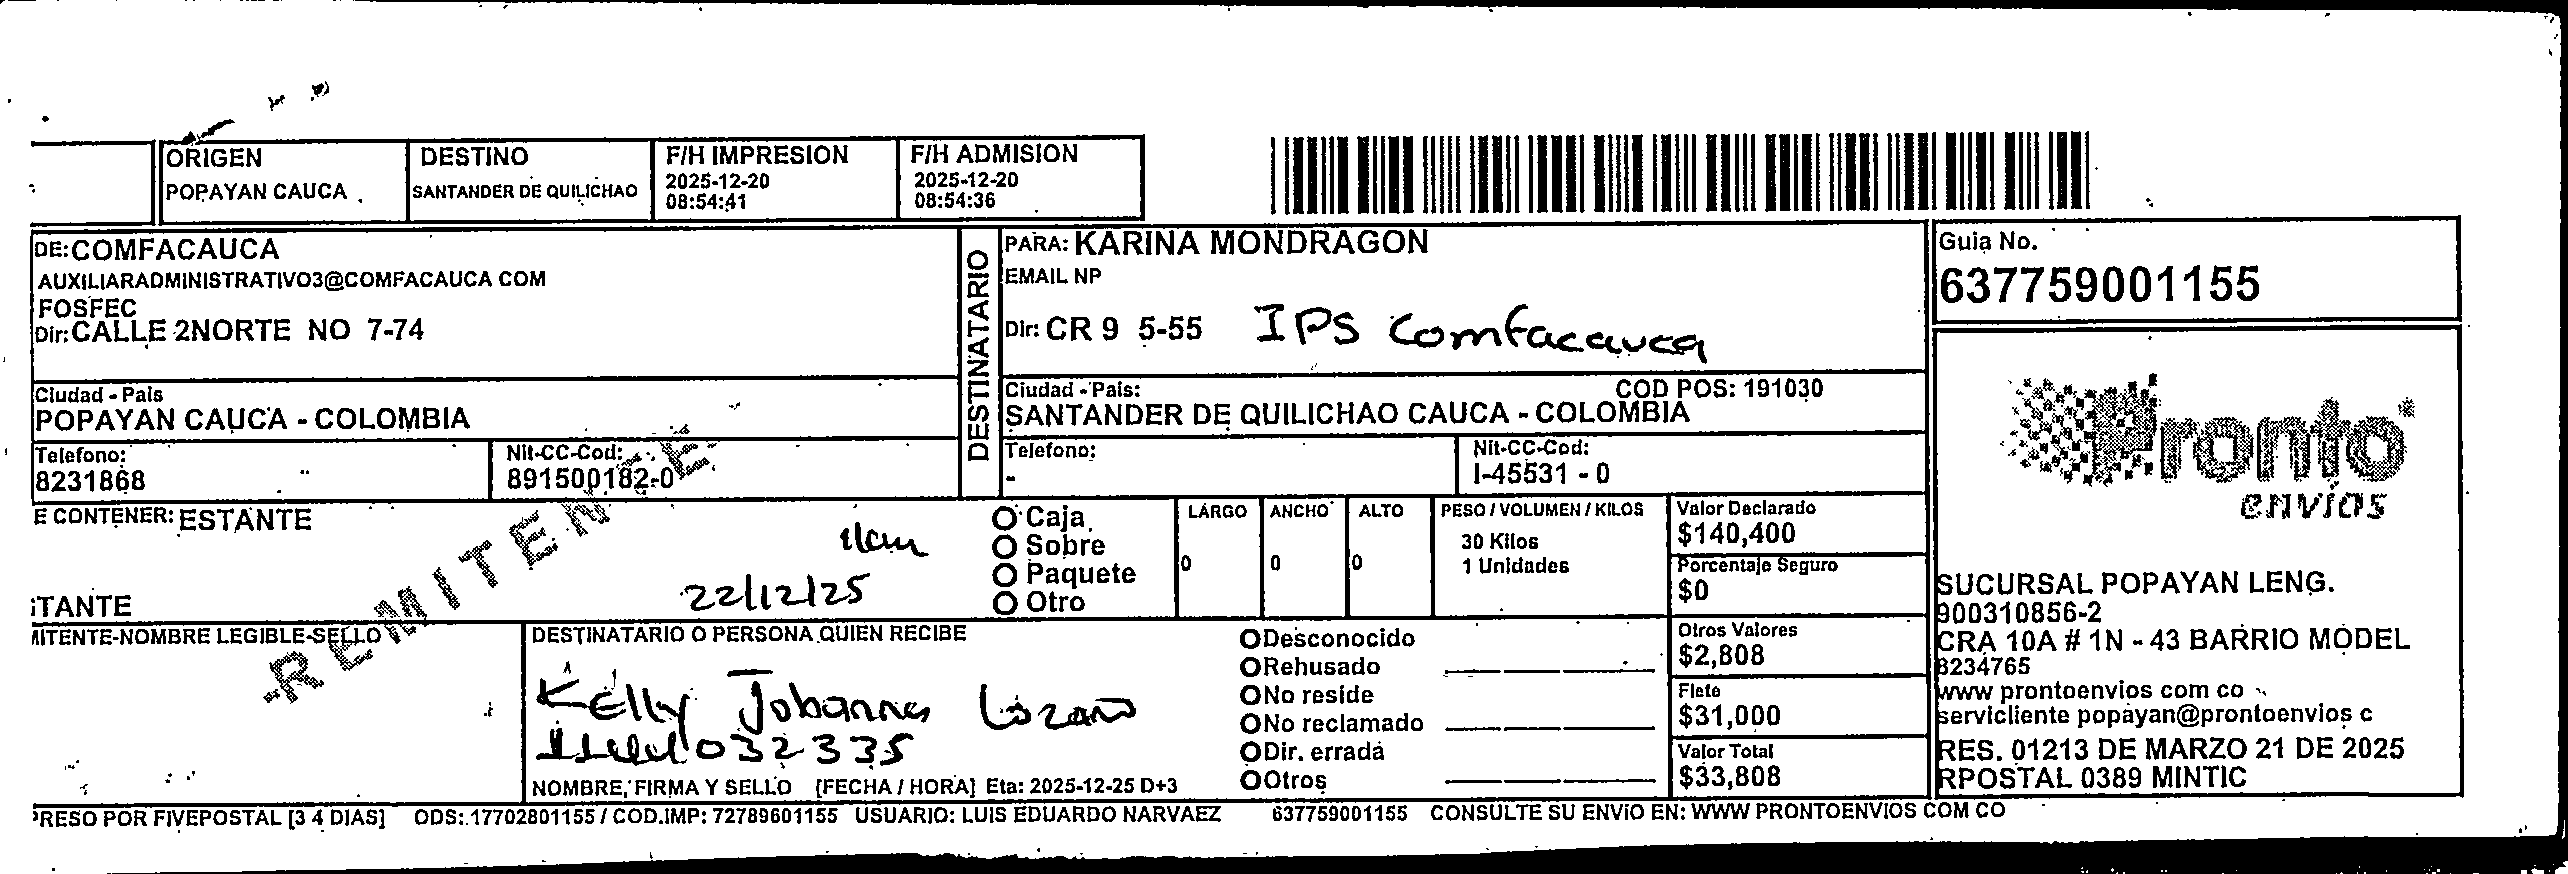 ORIGEN
POPAYAN CAUCA
DESTINO
SANTANDER DE QUILICHAO
F/H IMPRESION
2025-12-20
08:54:41
F/H ADMISION
2025-12-20
08:54:36
DE: COMFACAUCA
AUXILIARADMINISTRATIVO3@COMFACAUCA COM
FOSFEC
Dir: CALLE 2NORTE NO 7-74
Ciudad - Pais
POPAYAN CAUCA - COLOMBIA
Telefono:
8231868
Nit-CC-Cod:
891500182-0
DESTINATARIO
PARA: KARINA MONDRAGON
EMAIL NP
Dir: CR 9 5-55 IPS Comfacauca
Ciudad - Pais: COD POS: 191030
SANTANDER DE QUILICHAO CAUCA - COLOMBIA
Telefono:
-
Nit-CC-Cod:
I-45531 - 0
Guia No.
637759001155
Pronto
envíos
E CONTENER: ESTANTE
22/12/25
TANTE
REMITENTE
Caja
Sobre
Paquete
Otro
LARGO
0
ANCHO
0
ALTO
0
PESO / VOLUMEN / KILOS
30 Kilos
1 Unidades
Valor Declarado
$140,400
Porcentaje Seguro
$0
Otros Valores
$2,808
Flete
$31,000
Valor Total
$33,808
MITENTE-NOMBRE LEGIBLE-SELLO
DESTINATARIO O PERSONA QUIEN RECIBE
Kelly Johanna Lozano
NOMBRE, FIRMA Y SELLO [FECHA / HORA] Eta: 2025-12-25 D+3
Desconocido
Rehusado
No reside
No reclamado
Dir. errada
Otros
SUCURSAL POPAYAN LENG.
900310856-2
CRA 10A # 1N - 43 BARRIO MODEL
8234765
www prontoenvios com co
servicliente popayan@prontoenvios c
RES. 01213 DE MARZO 21 DE 2025
RPOSTAL 0389 MINTIC
PRESO POR FIVEPOSTAL [3 4 DIAS] ODS: 17702801155 / COD.IMP: 72789601155 USUARIO: LUIS EDUARDO NARVAEZ 637759001155 CONSULTE SU ENVIO EN: WWW PRONTOENVIOS COM CO